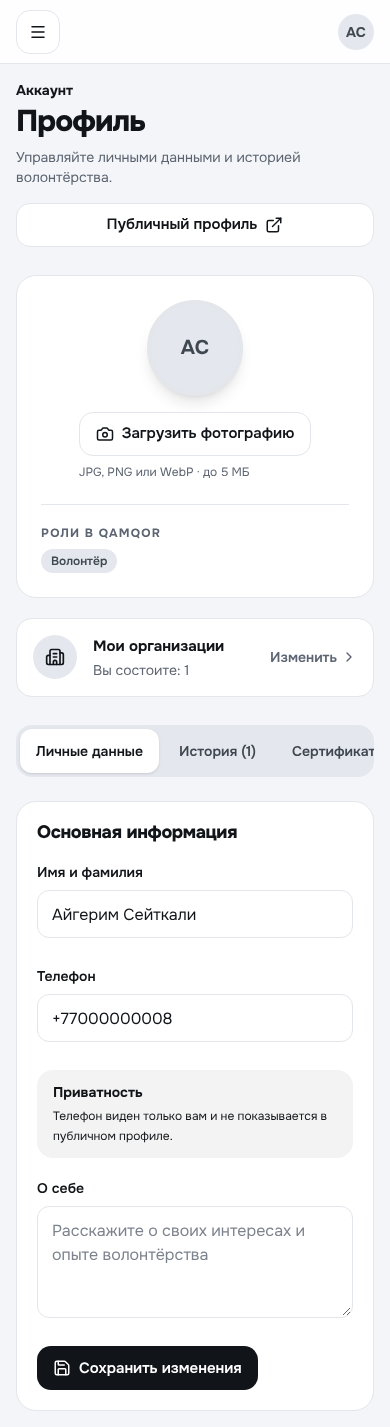 АС
Аккаунт
Профиль
Управляйте личными данными и историей
волонтёрства.
Публичный профиль
АС
Загрузить фотографию
JPG, PNG или WebP · до 5 МБ
РОЛИ В QAMQOR
Волонтёр
Мои организации
Вы состоите: 1
Изменить
Личные данные
История (1)
Сертификат
Основная информация
Имя и фамилия
Айгерим Сейткали
Телефон
+77000000008
Приватность
Телефон виден только вам и не показывается в
публичном профиле.
О себе
Расскажите о своих интересах и
опыте волонтёрства
Сохранить изменения